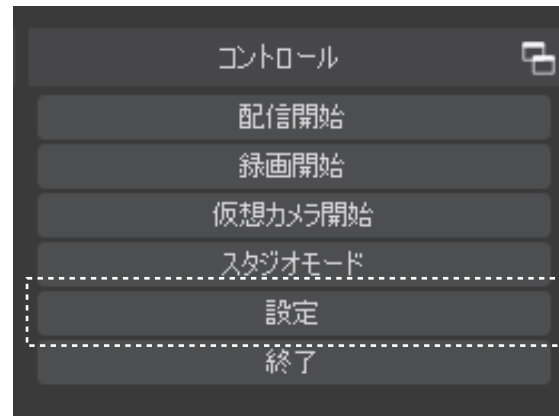 コントロール
配信開始
録画開始
仮想カメラ開始
スタジオモード
設定
終了